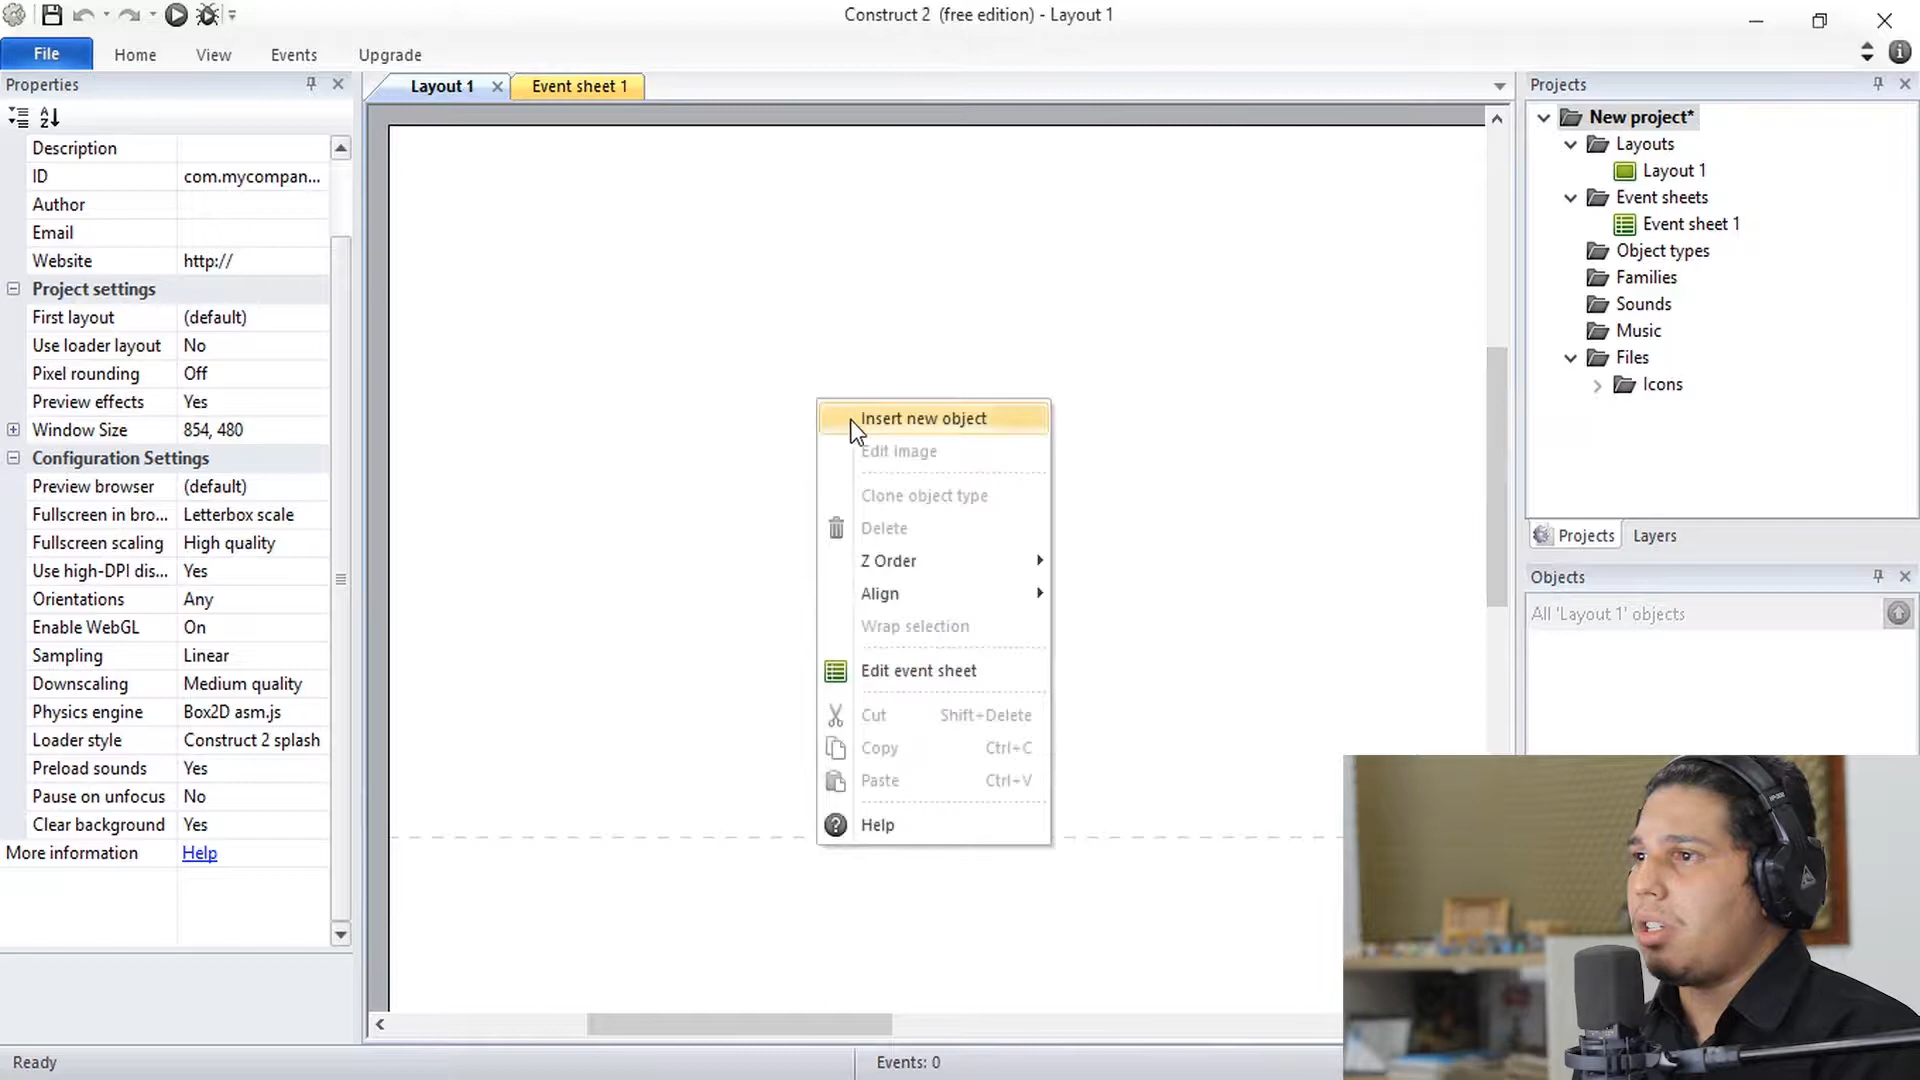 Construct 2 (free edition) - Layout 1
File
Home
View
Events
Upgrade
Properties
Layout 1
Event sheet 1
Projects
Description
ID com.mycompan...
Author
Email
Website http://
Project settings
First layout (default)
Use loader layout No
Pixel rounding Off
Preview effects Yes
Window Size 854, 480
Configuration Settings
Preview browser (default)
Fullscreen in bro... Letterbox scale
Fullscreen scaling High quality
Use high-DPI dis... Yes
Orientations Any
Enable WebGL On
Sampling Linear
Downscaling Medium quality
Physics engine Box2D asm.js
Loader style Construct 2 splash
Preload sounds Yes
Pause on unfocus No
Clear background Yes
More information Help
Insert new object
Edit image
Clone object type
Delete
Z Order
Align
Wrap selection
Edit event sheet
Cut Shift+Delete
Copy Ctrl+C
Paste Ctrl+V
Help
New project*
Layouts
Layout 1
Event sheets
Event sheet 1
Object types
Families
Sounds
Music
Files
Icons
Projects
Layers
Objects
All 'Layout 1' objects
Ready
Events: 0